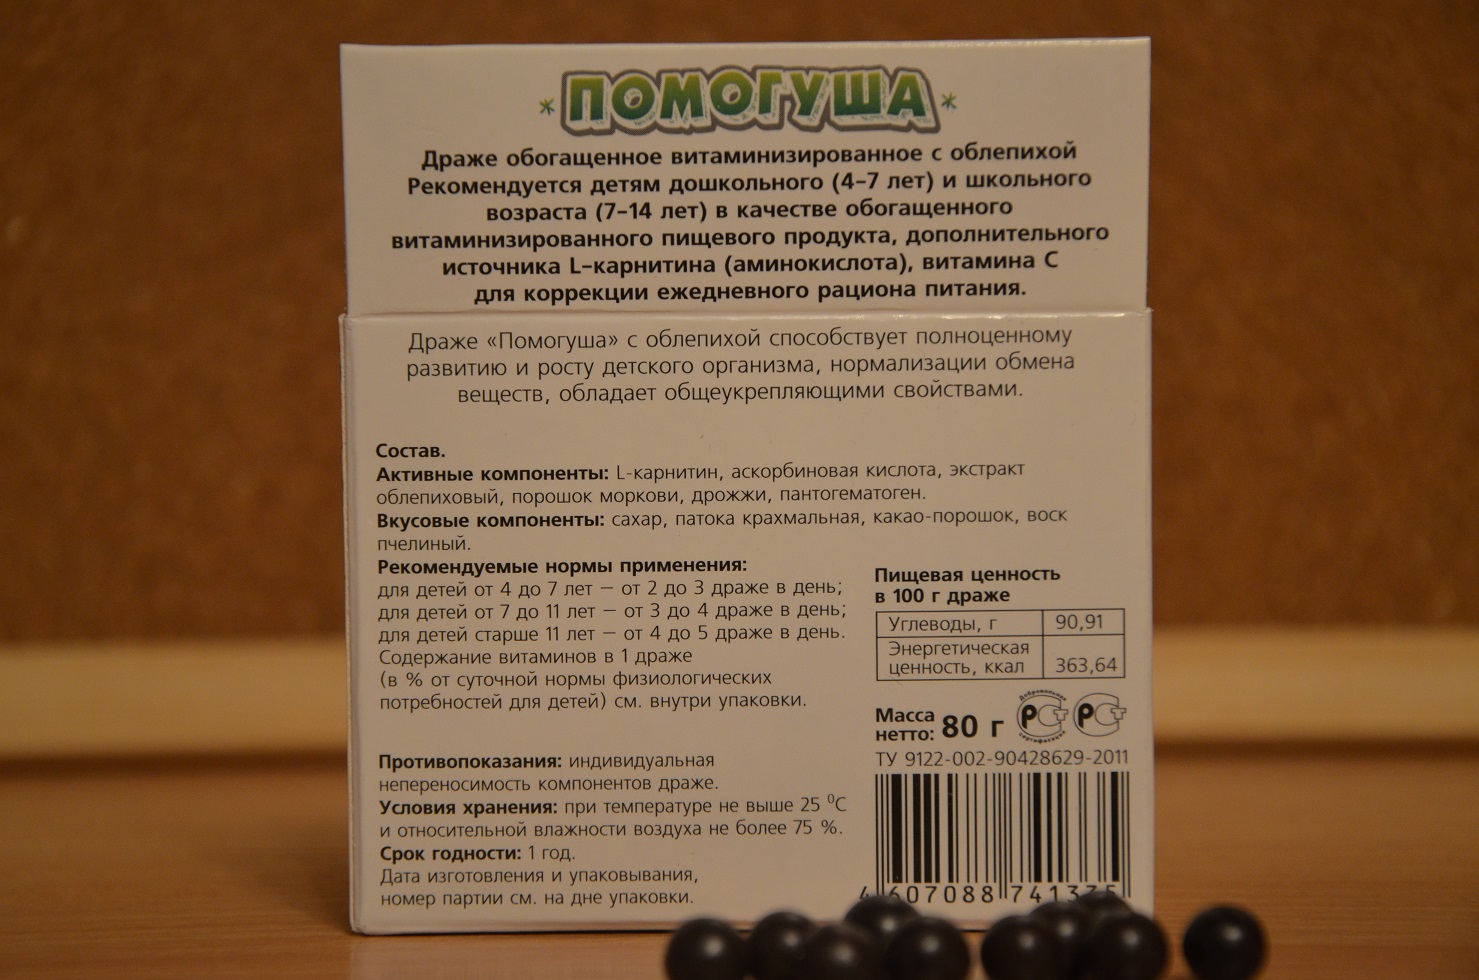 ПОМОГУША
Драже обогащенное витаминизированное с облепихой
Рекомендуется детям дошкольного (4–7 лет) и школьного
возраста (7–14 лет) в качестве обогащенного
витаминизированного пищевого продукта, дополнительного
источника L–карнитина (аминокислота), витамина С
для коррекции ежедневного рациона питания.
Драже «Помогуша» с облепихой способствует полноценному
развитию и росту детского организма, нормализации обмена
веществ, обладает общеукрепляющими свойствами.
Состав.
Активные компоненты: L-карнитин, аскорбиновая кислота, экстракт
облепиховый, порошок моркови, дрожжи, пантогематоген.
Вкусовые компоненты: сахар, патока крахмальная, какао-порошок, воск
пчелиный.
Рекомендуемые нормы применения:
для детей от 4 до 7 лет — от 2 до 3 драже в день;
для детей от 7 до 11 лет — от 3 до 4 драже в день;
для детей старше 11 лет — от 4 до 5 драже в день.
Содержание витаминов в 1 драже
(в % от суточной нормы физиологических
потребностей для детей) см. внутри упаковки.
Противопоказания: индивидуальная
непереносимость компонентов драже.
Условия хранения: при температуре не выше 25 ⁰С
и относительной влажности воздуха не более 75 %.
Срок годности: 1 год.
Дата изготовления и упаковывания,
номер партии см. на дне упаковки.
Пищевая ценность
в 100 г драже
Углеводы, г 90,91
Энергетическая
ценность, ккал 363,64
Масса
нетто: 80 г
Добровольная
сертификация
РСТ РСТ
ТУ 9122-002-90428629-2011
4 607088 741375